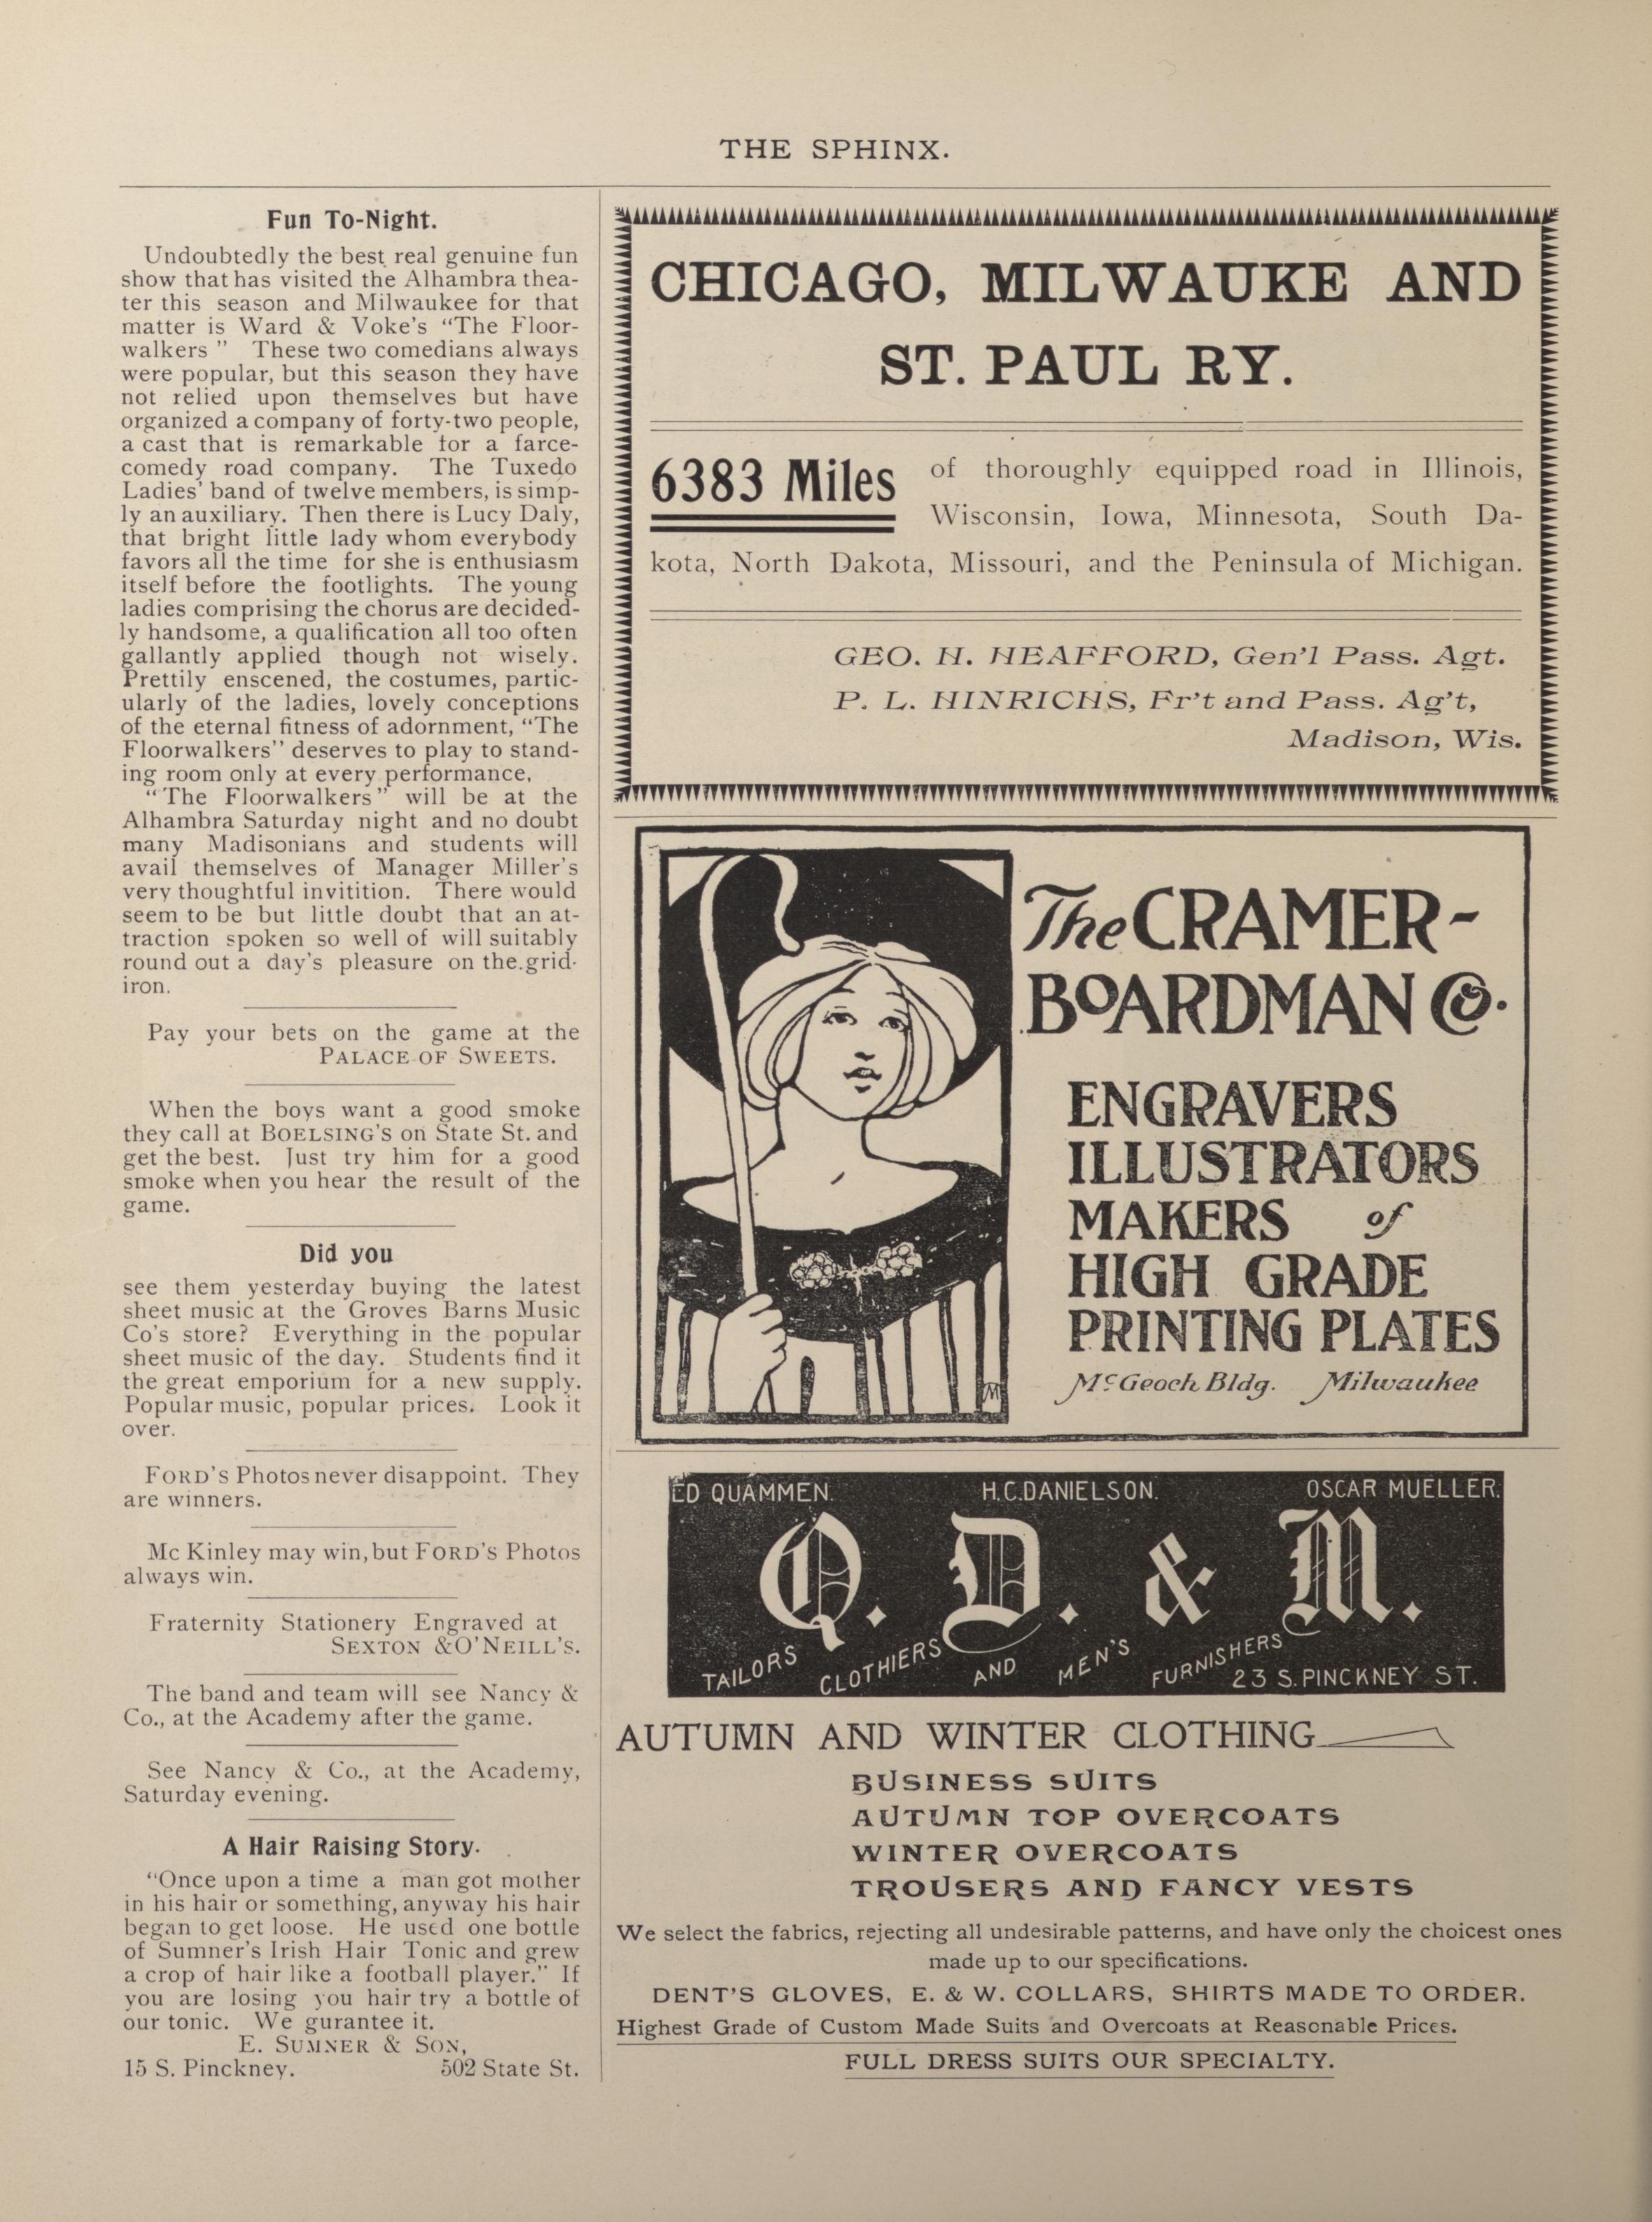 THE SPHINX.
Fun To-Night.
Undoubtedly the best real genuine fun
show that has visited the Alhambra thea-
ter this season and Milwaukee for that
matter is Ward & Voke's “The Floor-
walkers ” These two comedians always
were popular, but this season they have
not relied upon themselves but have
organized a company of forty-two people,
a cast that is remarkable for a farce-
comedy road company. The Tuxedo
Ladies' band of twelve members, is simp-
ly an auxiliary. Then there is Lucy Daly,
that bright little lady whom everybody
favors all the time for she is enthusiasm
itself before the footlights. The young
ladies comprising the chorus are decided-
ly handsome, a qualification all too often
gallantly applied though not wisely.
Prettily enscened, the costumes, partic-
ularly of the ladies, lovely conceptions
of the eternal fitness of adornment, “The
Floorwalkers” deserves to play to stand-
ing room only at every performance,
“The Floorwalkers” will be at the
Alhambra Saturday night and no doubt
many Madisonians and students will
avail themselves of Manager Miller's
very thoughtful invitition. There would
seem to be but little doubt that an at-
traction spoken so well of will suitably
round out a day's pleasure on the.grid-
iron.
Pay your bets on the game at the
PALACE OF SWEETS.
When the boys want a good smoke
they call at BOELSING'S on State St. and
get the best. Just try him for a good
smoke when you hear the result of the
game.
Did you
see them yesterday buying the latest
sheet music at the Groves Barns Music
Co's store? Everything in the popular
sheet music of the day. Students find it
the great emporium for a new supply.
Popular music, popular prices. Look it
over.
FORD'S Photos never disappoint. They
are winners.
Mc Kinley may win, but FORD'S Photos
always win.
Fraternity Stationery Engraved at
SEXTON &O'NEILL'S.
The band and team will see Nancy &
Co., at the Academy after the game.
See Nancy & Co., at the Academy,
Saturday evening.
A Hair Raising Story.
“Once upon a time a man got mother
in his hair or something, anyway his hair
began to get loose. He used one bottle
of Sumner's Irish Hair Tonic and grew
a crop of hair like a football player.” If
you are losing you hair try a bottle of
our tonic. We gurantee it.
E. SUMNER & SON,
15 S. Pinckney. 502 State St.
CHICAGO, MILWAUKE AND
ST. PAUL RY.
6383 Miles of thoroughly equipped road in Illinois,
Wisconsin, Iowa, Minnesota, South Da-
kota, North Dakota, Missouri, and the Peninsula of Michigan.
GEO. H. HEAFFORD, Gen'l Pass. Agt.
P. L. HINRICHS, Fr't and Pass. Ag't,
Madison, Wis.
The CRAMER-
BOARDMAN Co.
ENGRAVERS
ILLUSTRATORS
MAKERS of
HIGH GRADE
PRINTING PLATES
McGeoch Bldg. Milwaukee
M
ED QUAMMEN. H.C.DANIELSON. OSCAR MUELLER.
Q. D. & M.
TAILORS CLOTHIERS AND MEN'S FURNISHERS
23 S. PINCKNEY ST.
AUTUMN AND WINTER CLOTHING
BUSINESS SUITS
AUTUMN TOP OVERCOATS
WINTER OVERCOATS
TROUSERS AND FANCY VESTS
We select the fabrics, rejecting all undesirable patterns, and have only the choicest ones
made up to our specifications.
DENT'S GLOVES, E. & W. COLLARS, SHIRTS MADE TO ORDER.
Highest Grade of Custom Made Suits and Overcoats at Reasonable Prices.
FULL DRESS SUITS OUR SPECIALTY.